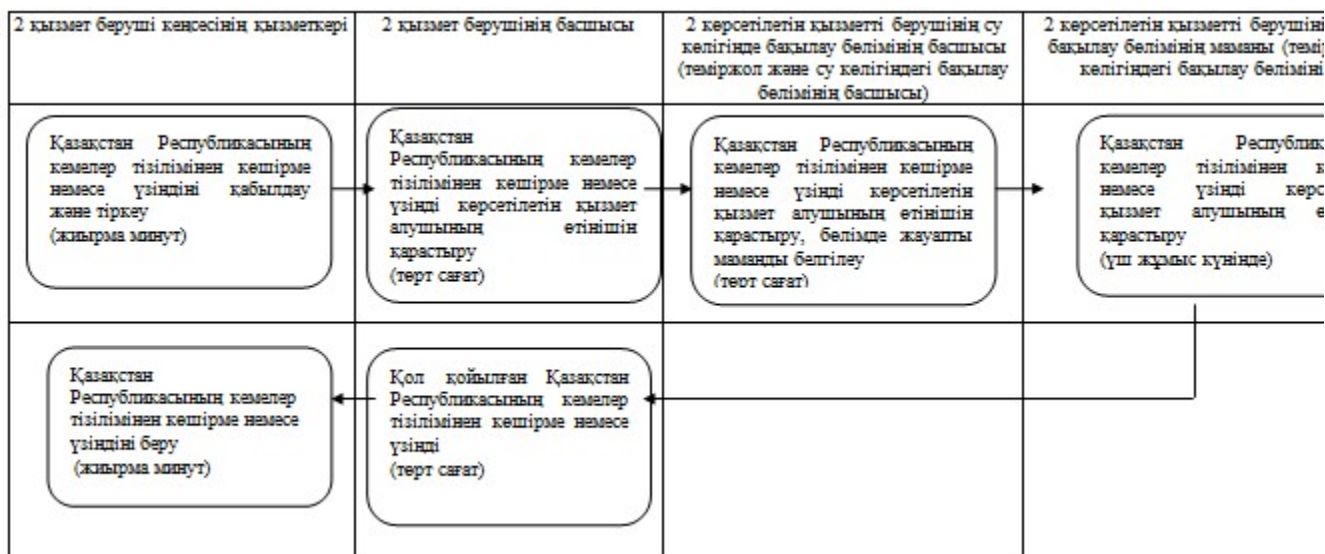 2 қызмет беруші кеңсесінің қызметкері
2 қызмет берушінің басшысы
2 көрсетілетін қызметті берушінің су
көлігінде бақылау бөлімінің басшысы
(теміржол және су көлігіндегі бақылау
бөлімінің басшысы)
2 көрсетілетін қызметті берушінің
бақылау бөлімінің маманы
көлігіндегі бақылау
Қазақстан Республикасының
кемелер тізілімінен көшірме
немесе үзіндіні қабылдау
және тіркеу
(жиырма минут)
Қазақстан
Республикасының кемелер
тізілімінен көшірме немесе
үзінді көрсетілетін қызмет
алушының өтінішін
қарастыру
(төрт сағат)
Қазақстан Республикасының
кемелер тізілімінен көшірме
немесе үзінді көрсетілетін
қызмет алушының өтінішін
қарастыру, бөлімде жауапты
маманды белгілеу
(төрт сағат)
Қазақстан
кемелер тізілімінен
немесе үзінді
қызмет алушының
қарастыру
(үш жұмыс күнінде)
Қазақстан
Республикасының кемелер
тізілімінен көшірме немесе
үзіндіні беру
(жиырма минут)
Қол қойылған Қазақстан
Республикасының кемелер
тізілімінен көшірме немесе
үзінді
(төрт сағат)